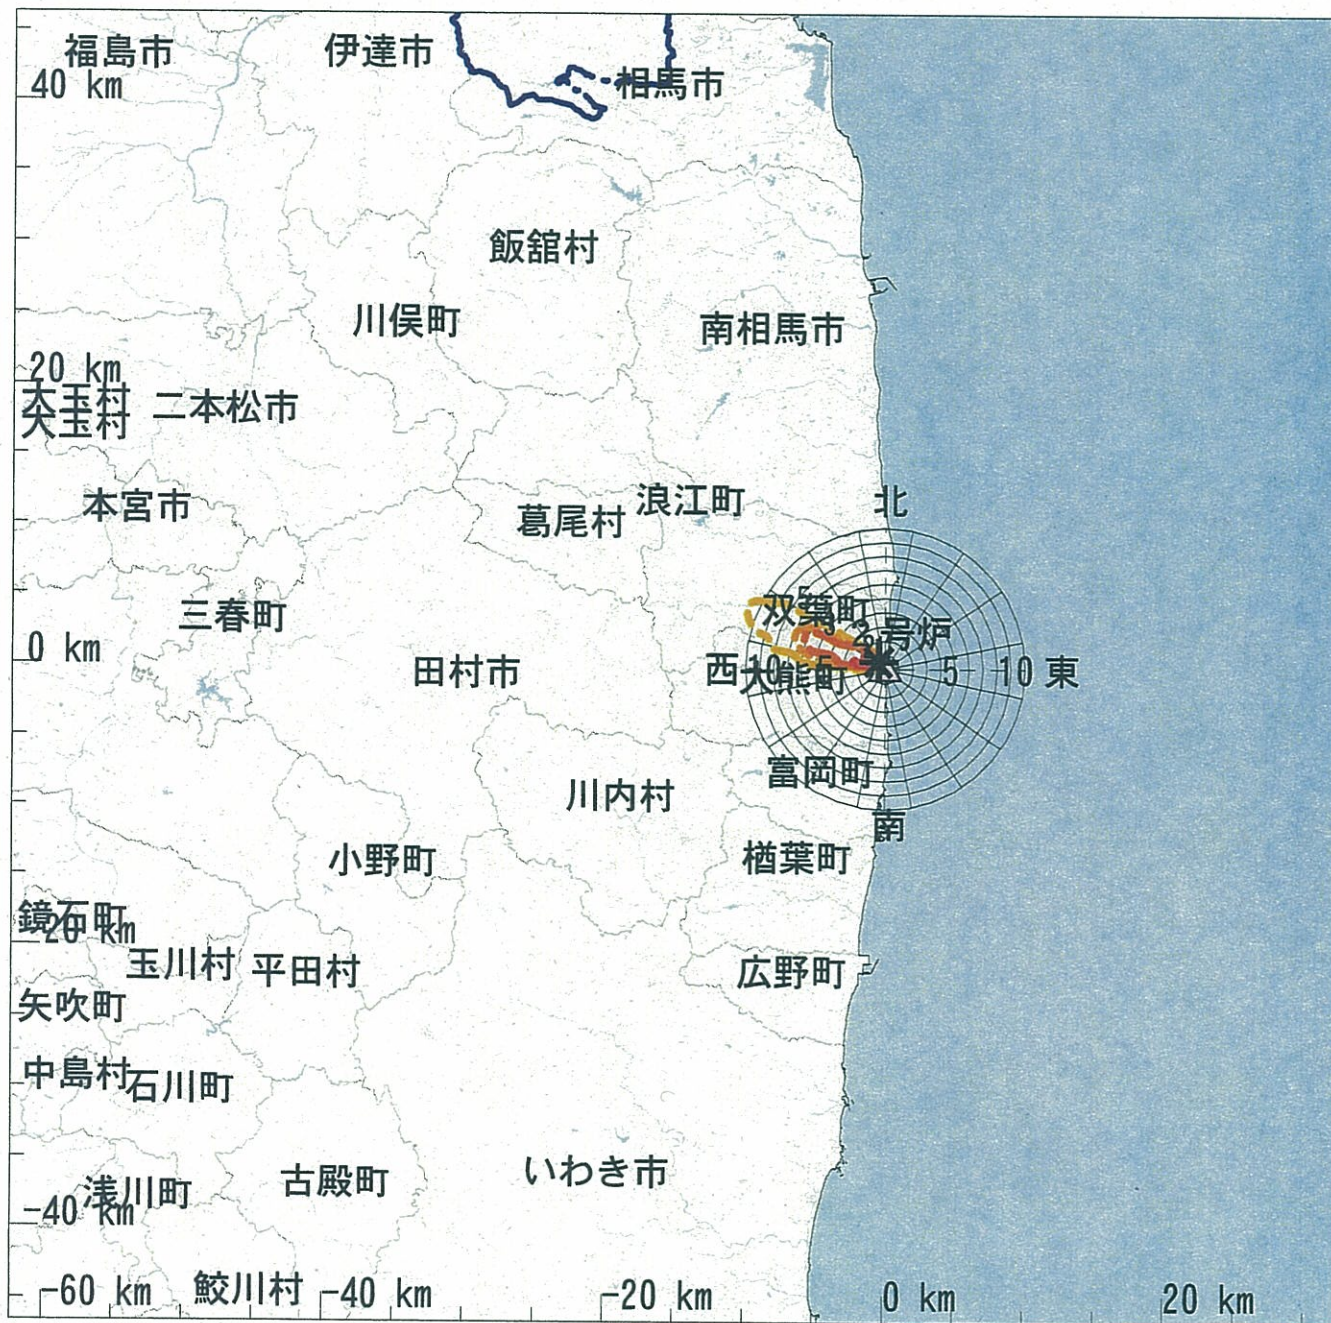 福島市
伊達市
40 km
相馬市
飯舘村
川俣町
南相馬市
20 km
大玉村
大玉村
二本松市
本宮市
葛尾村
浪江町
北
三春町
双葉町
2号炉
0 km
田村市
西
10
5
大熊町
5
10
東
富岡町
川内村
南
小野町
楢葉町
鏡石町
-20 km
玉川村
平田村
広野町
矢吹町
中島村
石川町
いわき市
古殿町
浅川町
-40 km
-60 km
鮫川村
-40 km
-20 km
0 km
20 km